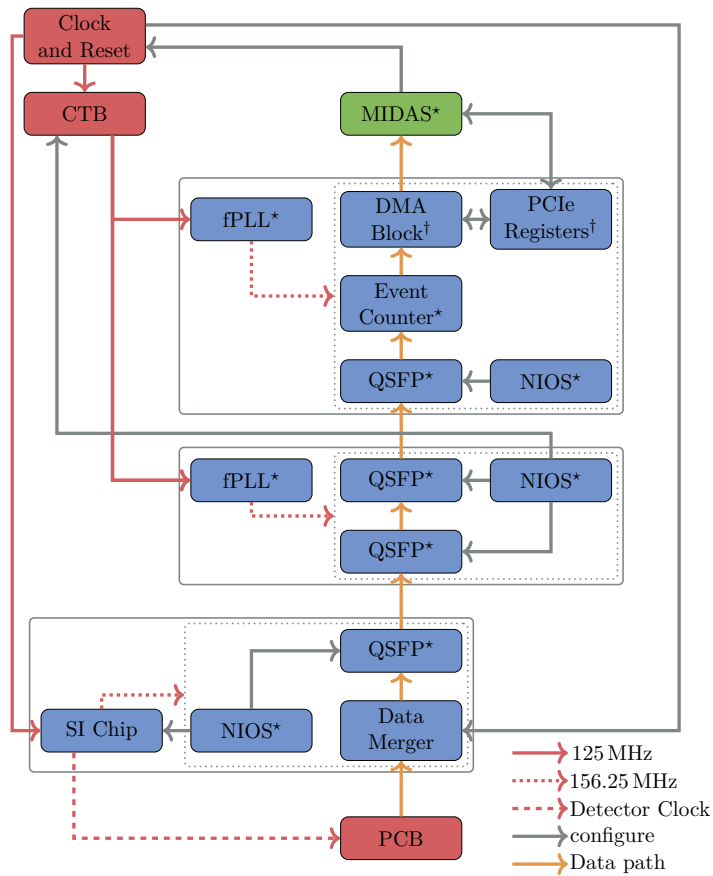 Clock
and Reset
CTB
MIDAS⋆
fPLL⋆
DMA
Block†
PCIe
Registers†
Event
Counter⋆
QSFP⋆
NIOS⋆
fPLL⋆
QSFP⋆
NIOS⋆
QSFP⋆
QSFP⋆
SI Chip
NIOS⋆
Data
Merger
PCB
125 MHz
156.25 MHz
Detector Clock
configure
Data path